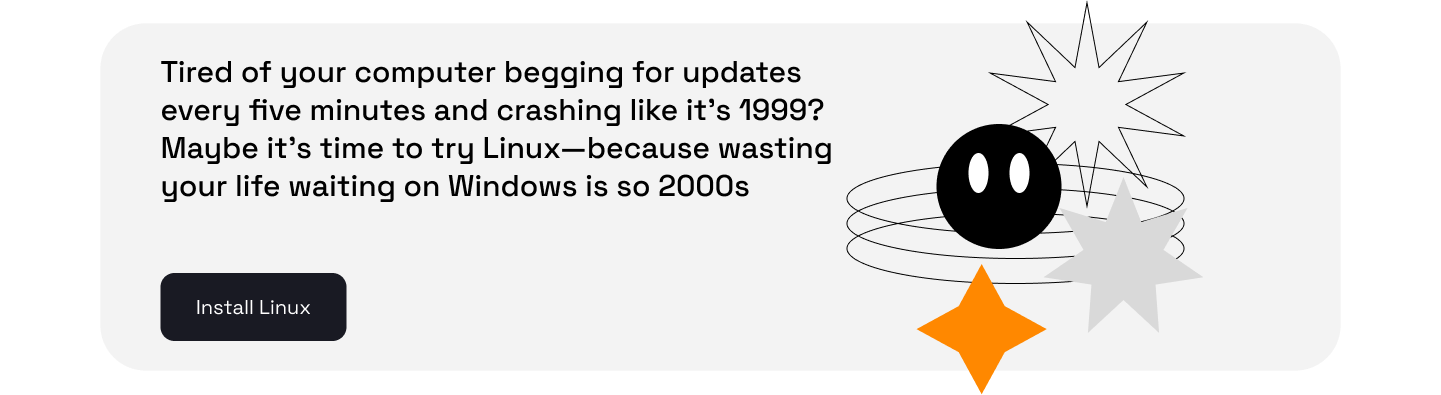 Tired of your computer begging for updates
every five minutes and crashing like it’s 1999?
Maybe it’s time to try Linux—because wasting
your life waiting on Windows is so 2000s
Install Linux